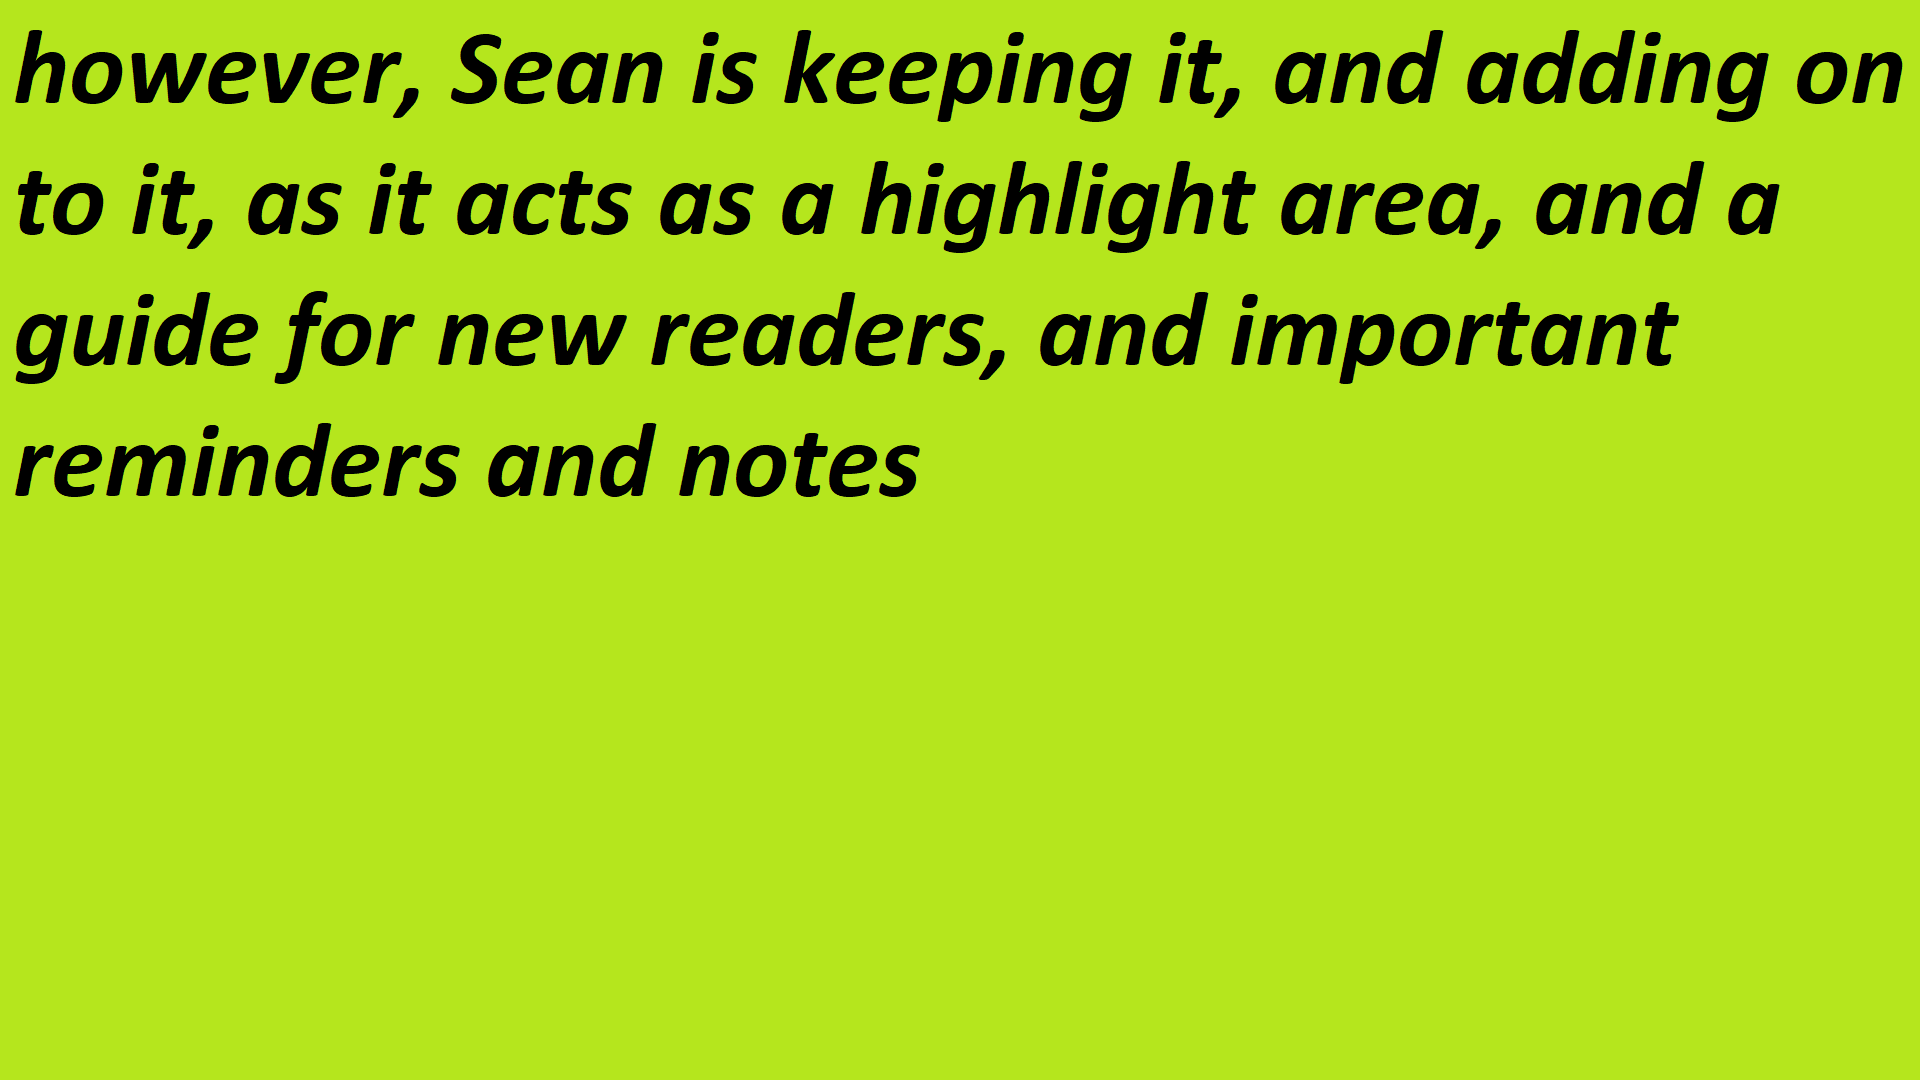 however, Sean is keeping it, and adding on
to it, as it acts as a highlight area, and a
guide for new readers, and important
reminders and notes